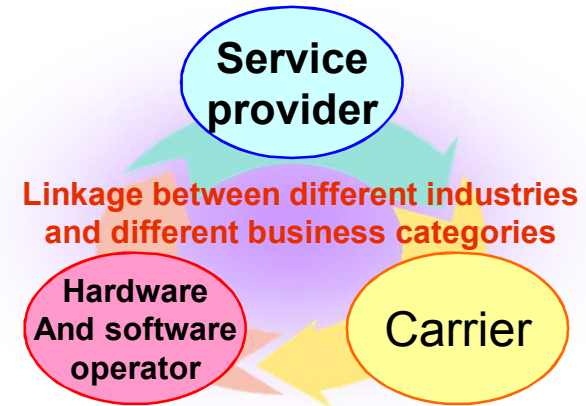 Service
provider
Linkage between different industries
and different business categories
Hardware
And software
operator
Carrier